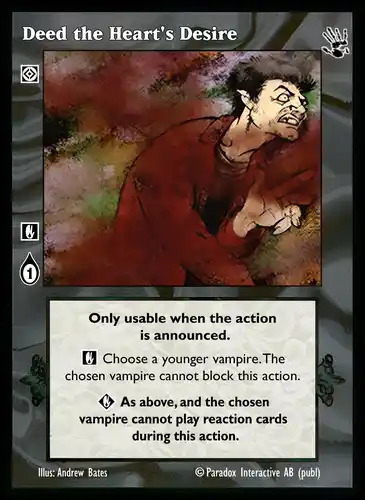 Deed the Heart's Desire
1
Only usable when the action
is announced.
Choose a younger vampire. The
chosen vampire cannot block this action.
As above, and the chosen
vampire cannot play reaction cards
during this action.
Illus: Andrew Bates © Paradox Interactive AB (publ)